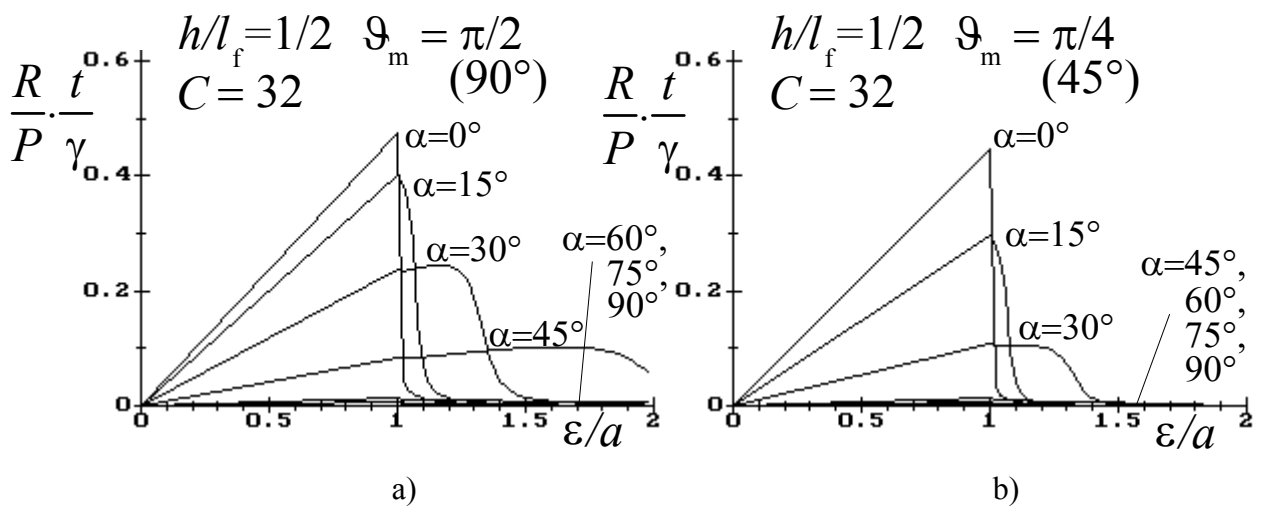 h/l_f=1/2 ϑ_m = π/2
C = 32 (90°)
R/P · t/γ
0.6
0.4
0.2
0
α=0°
α=15°
α=30°
α=45°
α=60°,
75°,
90°
0 0.5 1 1.5 2
ε/a
a)
h/l_f=1/2 ϑ_m = π/4
C = 32 (45°)
R/P · t/γ
0.6
0.4
0.2
0
α=0°
α=15°
α=30°
α=45°,
60°,
75°,
90°
0 0.5 1 1.5 2
ε/a
b)